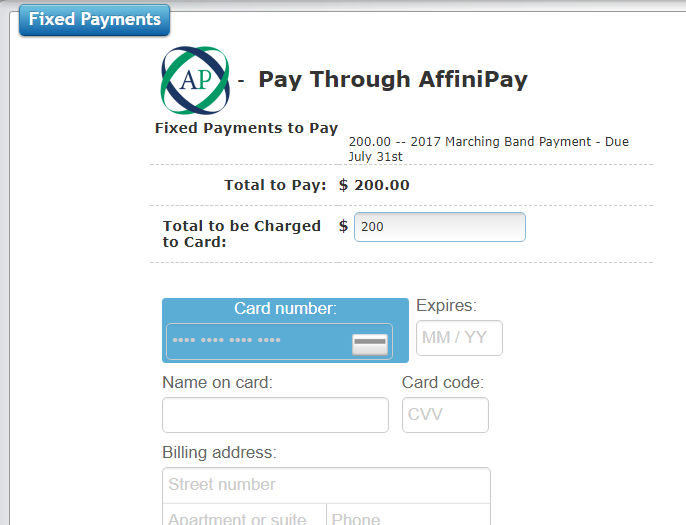 Fixed Payments
AP - Pay Through AffiniPay
Fixed Payments to Pay
200.00 -- 2017 Marching Band Payment - Due
July 31st
Total to Pay: $ 200.00
Total to be Charged $ 200
to Card:
Card number: Expires:
•••• •••• •••• •••• MM / YY
Name on card: Card code:
CVV
Billing address:
Street number
Apartment or suite Phone